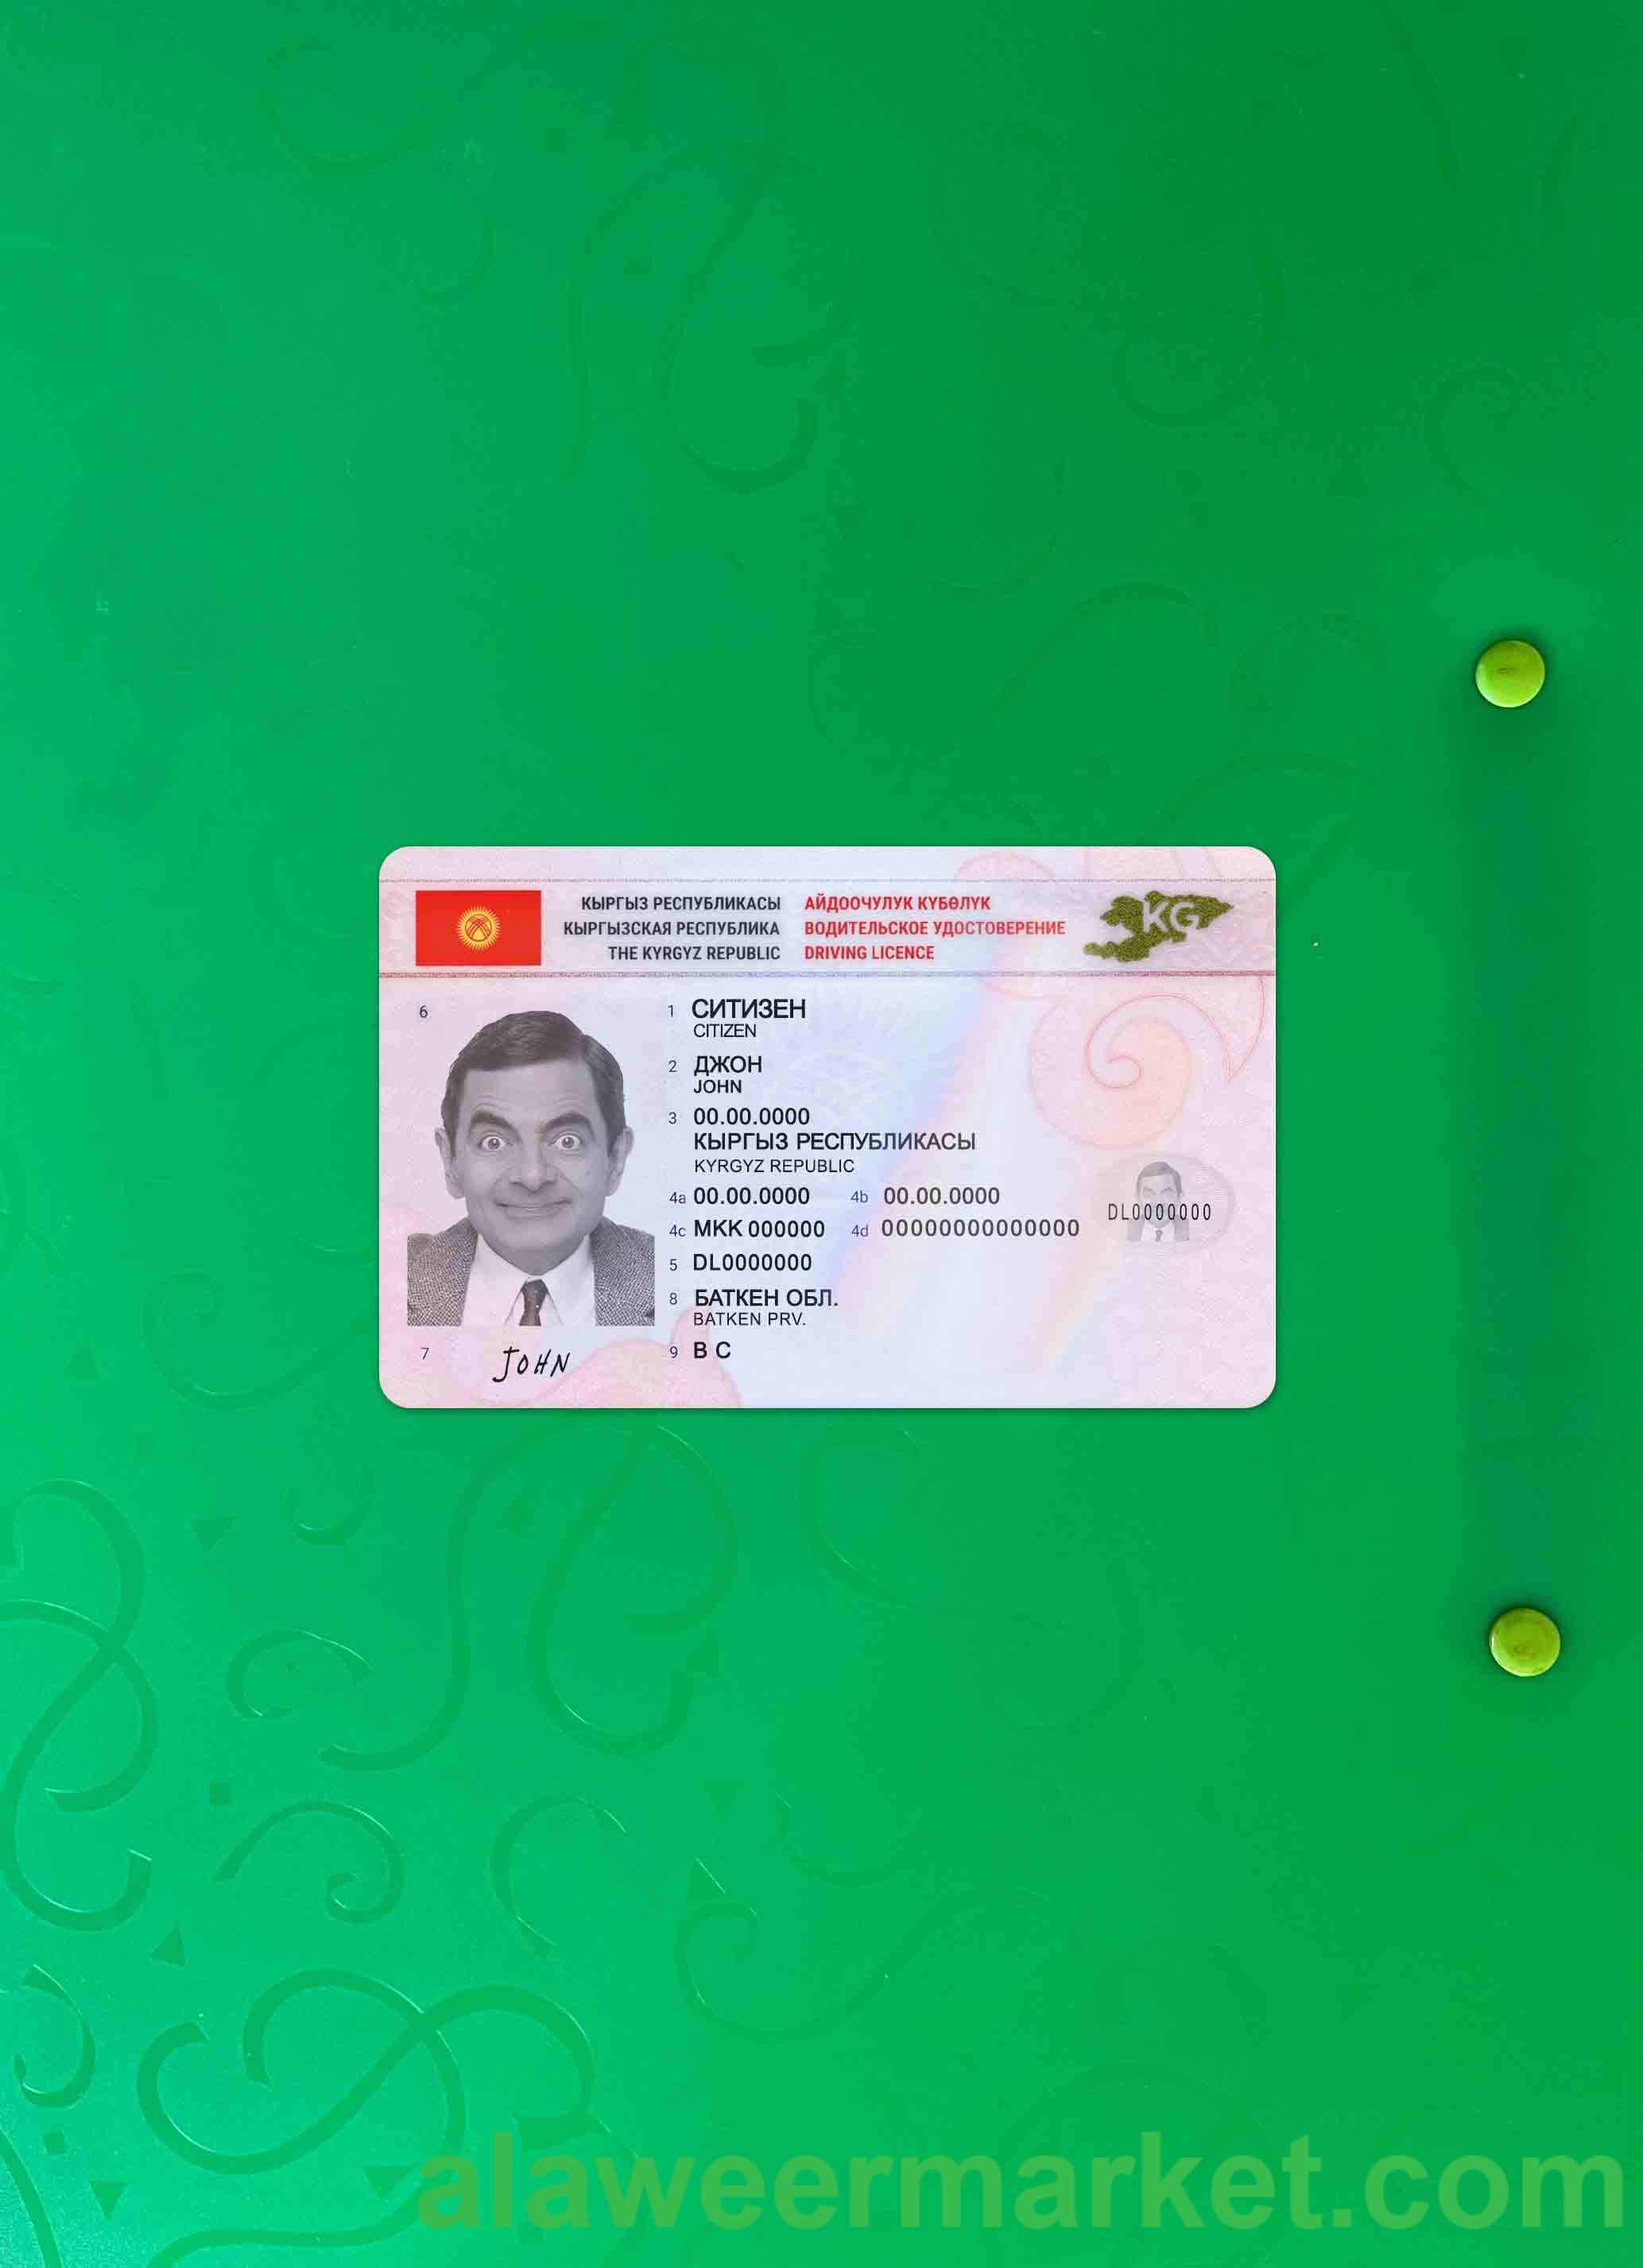 КЫРГЫЗ РЕСПУБЛИКАСЫ
КЫРГЫЗСКАЯ РЕСПУБЛИКА
THE KYRGYZ REPUBLIC
АЙДООЧУЛУК КҮБӨЛҮК
ВОДИТЕЛЬСКОЕ УДОСТОВЕРЕНИЕ
DRIVING LICENCE
KG
6
1 СИТИЗЕН
CITIZEN
2 ДЖОН
JOHN
3 00.00.0000
КЫРГЫЗ РЕСПУБЛИКАСЫ
KYRGYZ REPUBLIC
4a 00.00.0000 4b 00.00.0000
4c MKK 000000 4d 00000000000000
DL0000000
5 DL0000000
8 БАТКЕН ОБЛ.
BATKEN PRV.
7 JOHN
9 B C
alaweermarket.com